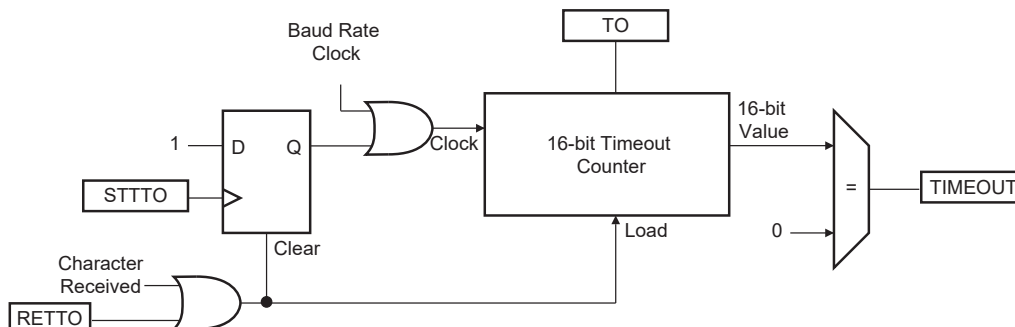 TO
Baud Rate
Clock
16-bit
Value
1
D
Q
Clock
16-bit Timeout
Counter
=
TIMEOUT
STTTO
Clear
Load
0
Character
Received
RETTO